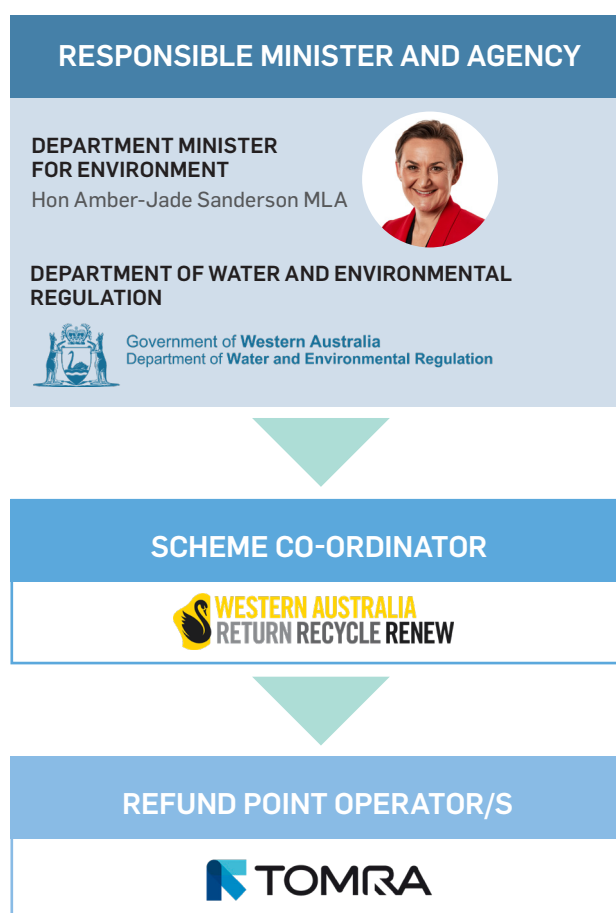 RESPONSIBLE MINISTER AND AGENCY
DEPARTMENT MINISTER
FOR ENVIRONMENT
Hon Amber-Jade Sanderson MLA
DEPARTMENT OF WATER AND ENVIRONMENTAL
REGULATION
Government of Western Australia
Department of Water and Environmental Regulation
SCHEME CO-ORDINATOR
WESTERN AUSTRALIA
RETURN RECYCLE RENEW
REFUND POINT OPERATOR/S
TOMRA